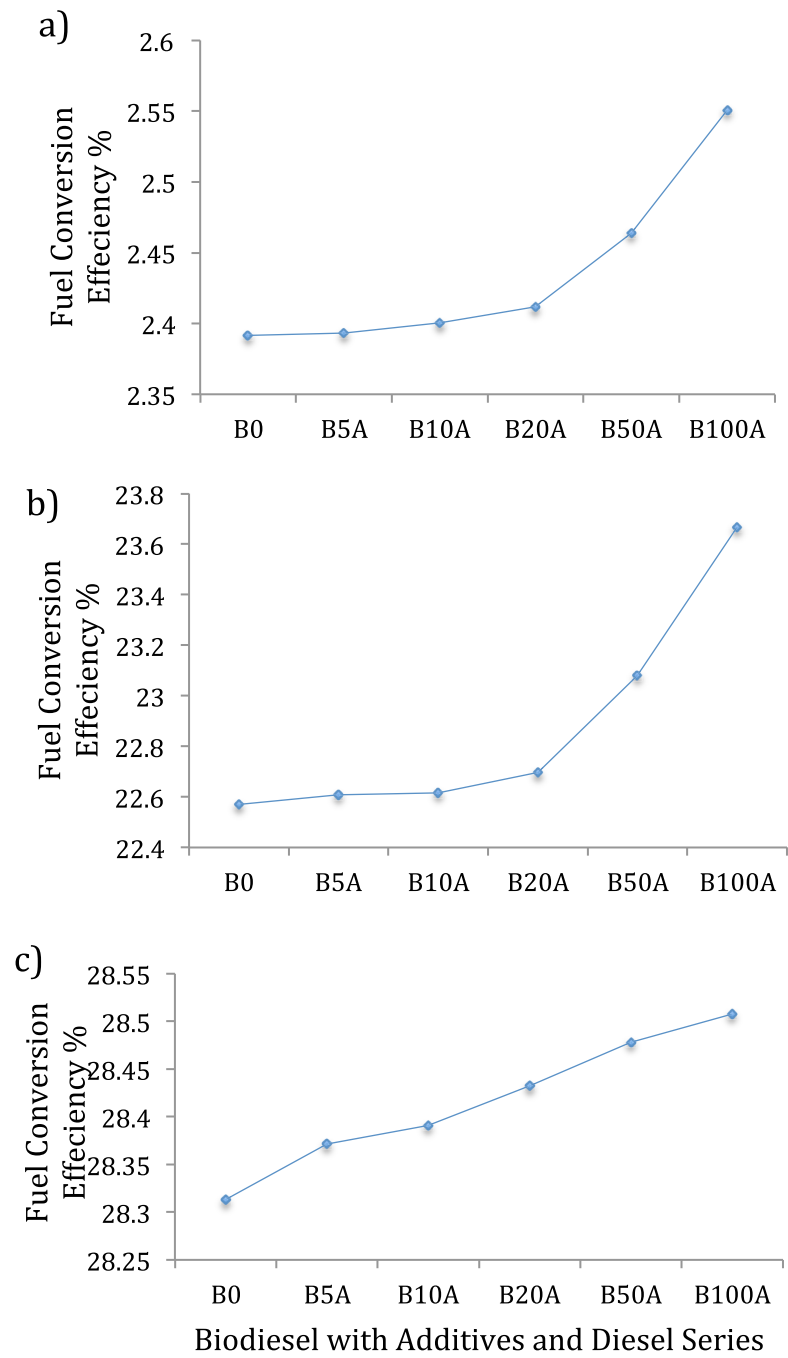 a)
Fuel Conversion
Effeciency %
2.6
2.55
2.5
2.45
2.4
2.35
B0 B5A B10A B20A B50A B100A
b)
Fuel Conversion
Effeciency %
23.8
23.6
23.4
23.2
23
22.8
22.6
22.4
B0 B5A B10A B20A B50A B100A
c)
Fuel Conversion
Effeciency %
28.55
28.5
28.45
28.4
28.35
28.3
28.25
B0 B5A B10A B20A B50A B100A
Biodiesel with Additives and Diesel Series